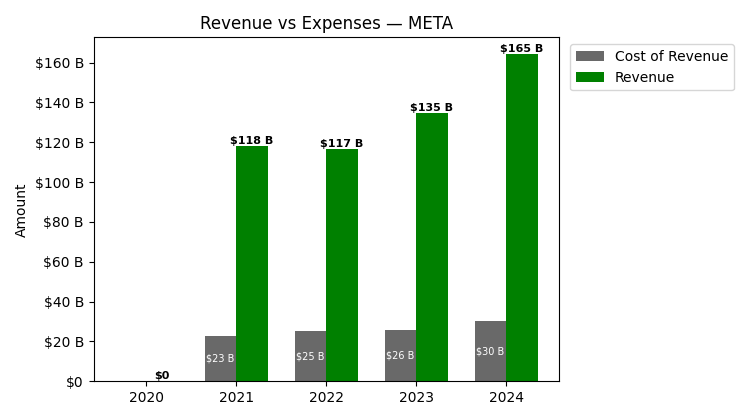 Revenue vs Expenses — META
Cost of Revenue
Revenue
Amount
$160 B
$140 B
$120 B
$100 B
$80 B
$60 B
$40 B
$20 B
$0
$0
$118 B
$117 B
$135 B
$165 B
$23 B
$25 B
$26 B
$30 B
2020
2021
2022
2023
2024